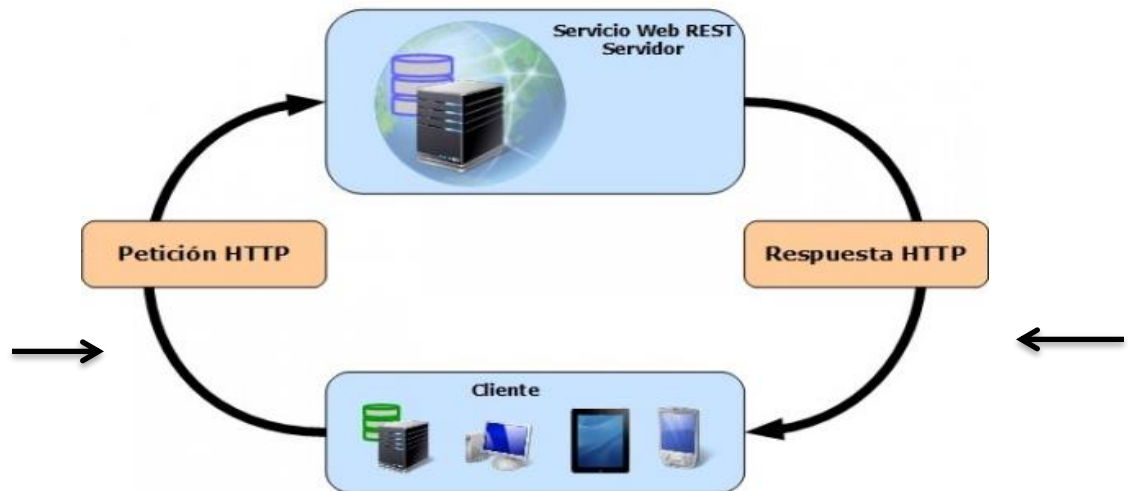 Servicio Web REST
Servidor
Petición HTTP
Respuesta HTTP
Cliente